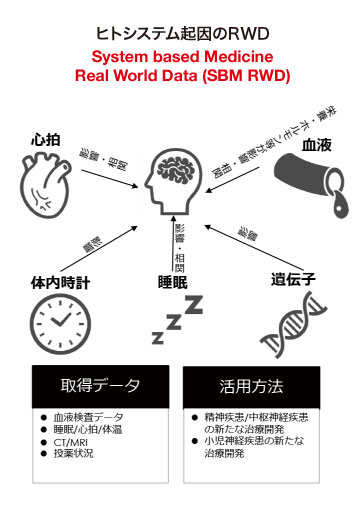 ヒトシステム起因のRWD
System based Medicine
Real World Data (SBM RWD)
心拍
影響・相関
栄養・ホルモン等が影響・相関
血液
影響
体内時計
影響・相関
睡眠
影響
遺伝子
取得データ
● 血液検査データ
● 睡眠/心拍/体温
● CT/MRI
● 投薬状況
活用方法
● 精神疾患/中枢神経疾患
の新たな治療開発
● 小児神経疾患の新たな
治療開発